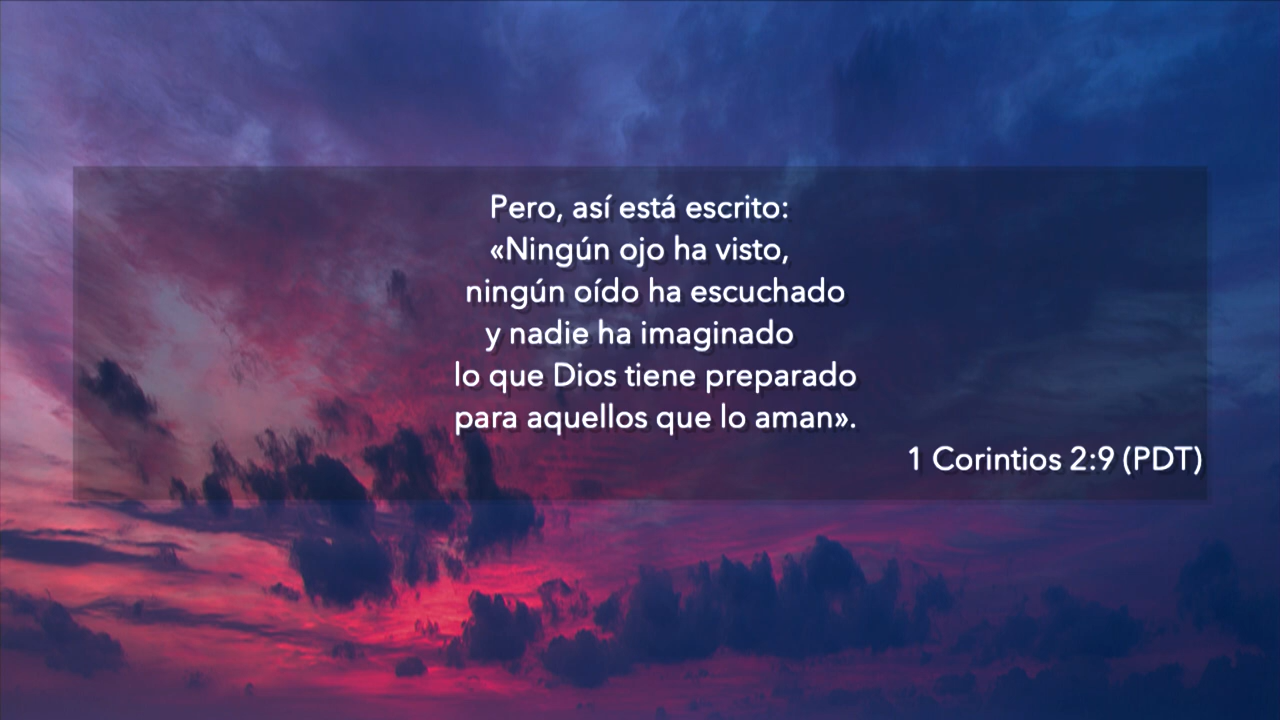 Pero, así está escrito:
«Ningún ojo ha visto,
ningún oído ha escuchado
y nadie ha imaginado
lo que Dios tiene preparado
para aquellos que lo aman».
1 Corintios 2:9 (PDT)